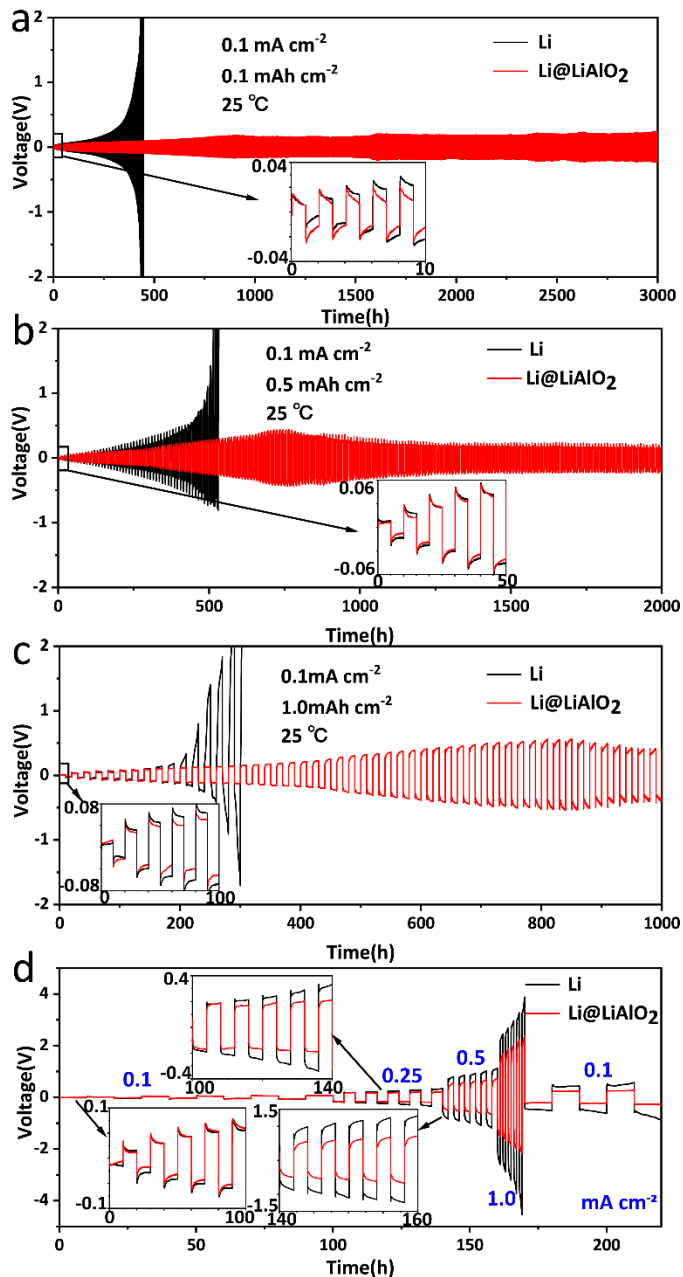 a
2
1
0
-1
-2
Voltage(V)
0.1 mA cm⁻²
0.1 mAh cm⁻²
25 ℃
Li
Li@LiAlO₂
0.04
-0.04
0 10
0 500 1000 1500 2000 2500 3000
Time(h)
b
2
1
0
-1
-2
Voltage(V)
0.1 mA cm⁻²
0.5 mAh cm⁻²
25 ℃
Li
Li@LiAlO₂
0.06
-0.06
0 50
0 500 1000 1500 2000
Time(h)
c
2
1
0
-1
-2
Voltage(V)
0.1mA cm⁻²
1.0mAh cm⁻²
25 ℃
Li
Li@LiAlO₂
0.08
-0.08
0 100
0 200 400 600 800 1000
Time(h)
d
4
2
0
-2
-4
Voltage(V)
Li
Li@LiAlO₂
0.4
-0.4
100 140
0.1 0.25 0.5 0.1
0.1
-0.1
0 100
1.5
-1.5
140 160
1.0
mA cm⁻²
0 50 100 150 200
Time(h)